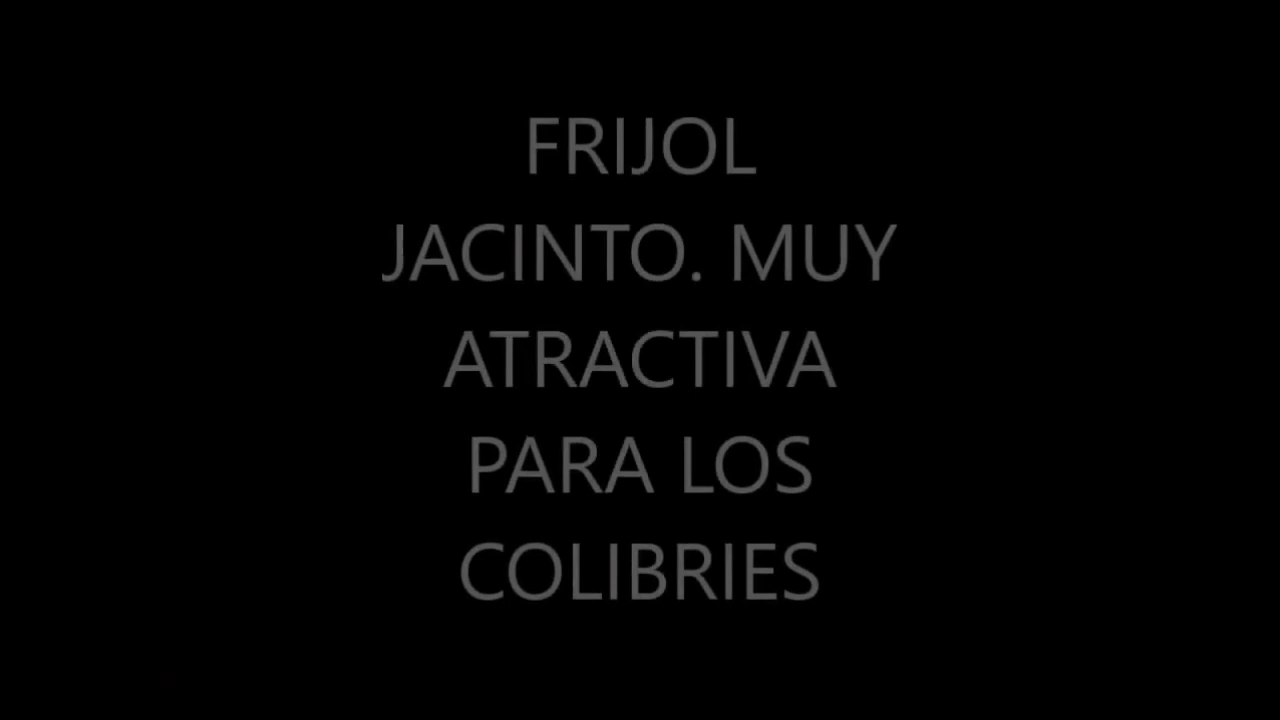 FRIJOL
JACINTO. MUY
ATRACTIVA
PARA LOS
COLIBRIES